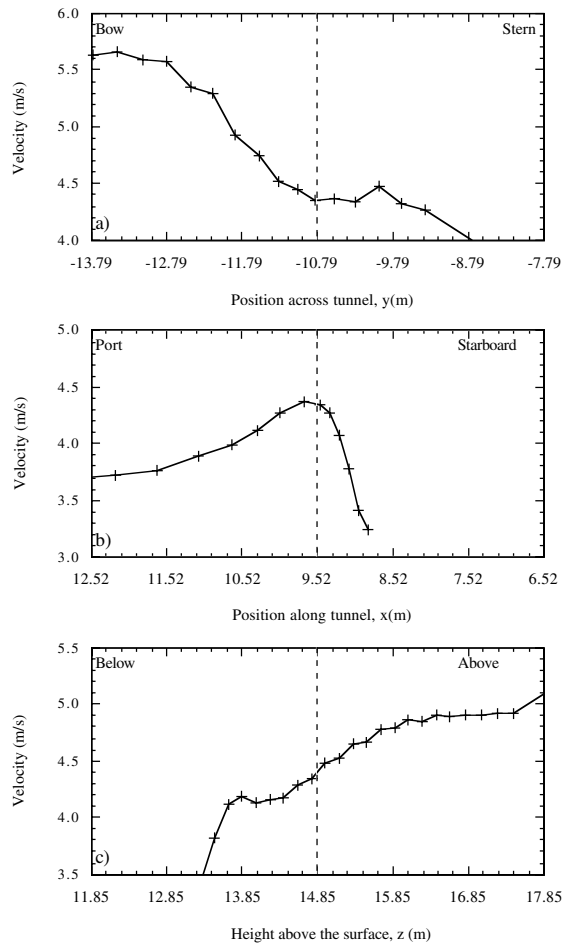 6.0
Bow Stern
5.5
5.0
4.5
a)
4.0
-13.79 -12.79 -11.79 -10.79 -9.79 -8.79 -7.79
Velocity (m/s)
Position across tunnel, y(m)
5.0
Port Starboard
4.5
4.0
3.5
b)
3.0
12.52 11.52 10.52 9.52 8.52 7.52 6.52
Velocity (m/s)
Position along tunnel, x(m)
5.5
Below Above
5.0
4.5
4.0
c)
3.5
11.85 12.85 13.85 14.85 15.85 16.85 17.85
Velocity (m/s)
Height above the surface, z (m)